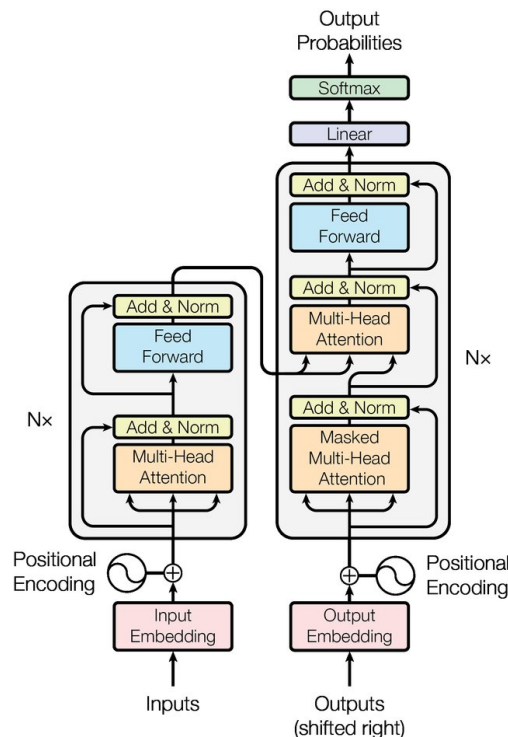 Output
Probabilities
Softmax
Linear
Add & Norm
Feed
Forward
Add & Norm
Multi-Head
Attention
Add & Norm
Masked
Multi-Head
Attention
N×
Add & Norm
Feed
Forward
Add & Norm
Multi-Head
Attention
N×
Positional
Encoding
Positional
Encoding
Input
Embedding
Output
Embedding
Inputs
Outputs
(shifted right)